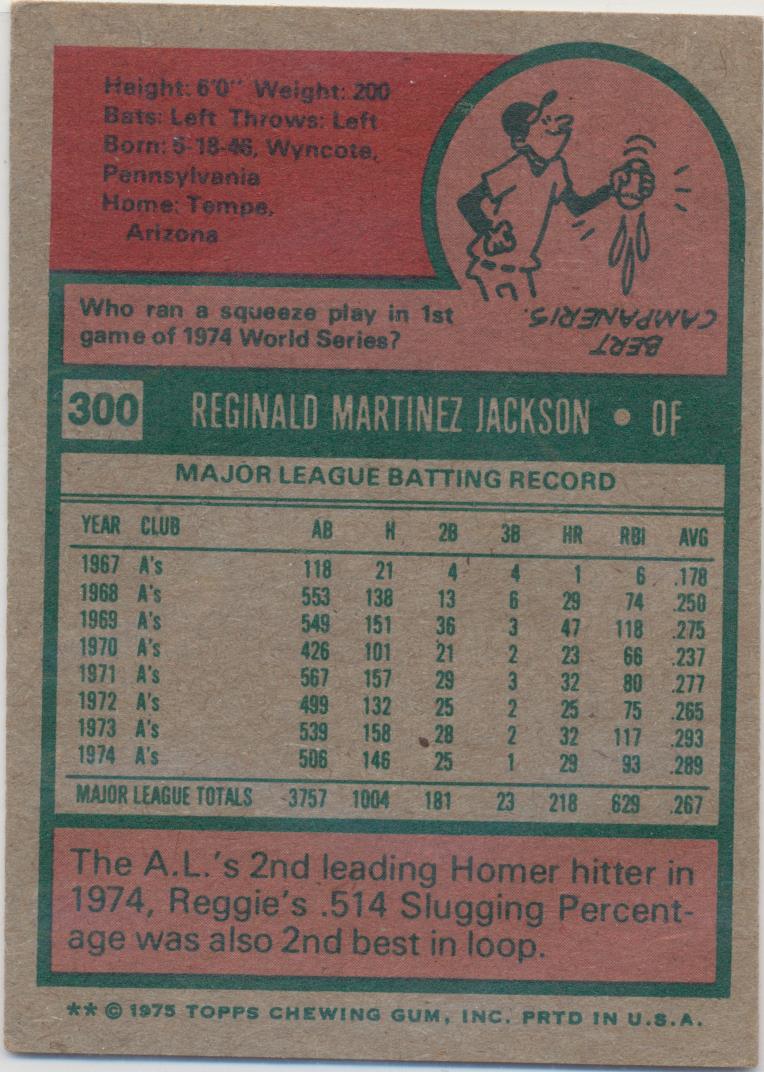 Height: 6'0" Weight: 200
Bats: Left Throws: Left
Born: 5-18-46, Wyncote,
Pennsylvania
Home: Tempe,
Arizona
Who ran a squeeze play in 1st
game of 1974 World Series?
BERT
CAMPANERIS.
300 REGINALD MARTINEZ JACKSON • OF
MAJOR LEAGUE BATTING RECORD
YEAR CLUB AB H 2B 3B HR RBI AVG
1967 A's 118 21 4 4 1 6 .178
1968 A's 553 138 13 6 29 74 .250
1969 A's 549 151 36 3 47 118 .275
1970 A's 426 101 21 2 23 66 .237
1971 A's 567 157 29 3 32 80 .277
1972 A's 499 132 25 2 25 75 .265
1973 A's 539 158 28 2 32 117 .293
1974 A's 506 146 25 1 29 93 .289
MAJOR LEAGUE TOTALS 3757 1004 181 23 218 629 .267
The A.L.'s 2nd leading Homer hitter in
1974, Reggie's .514 Slugging Percent-
age was also 2nd best in loop.
** © 1975 TOPPS CHEWING GUM, INC. PRTD IN U.S.A.